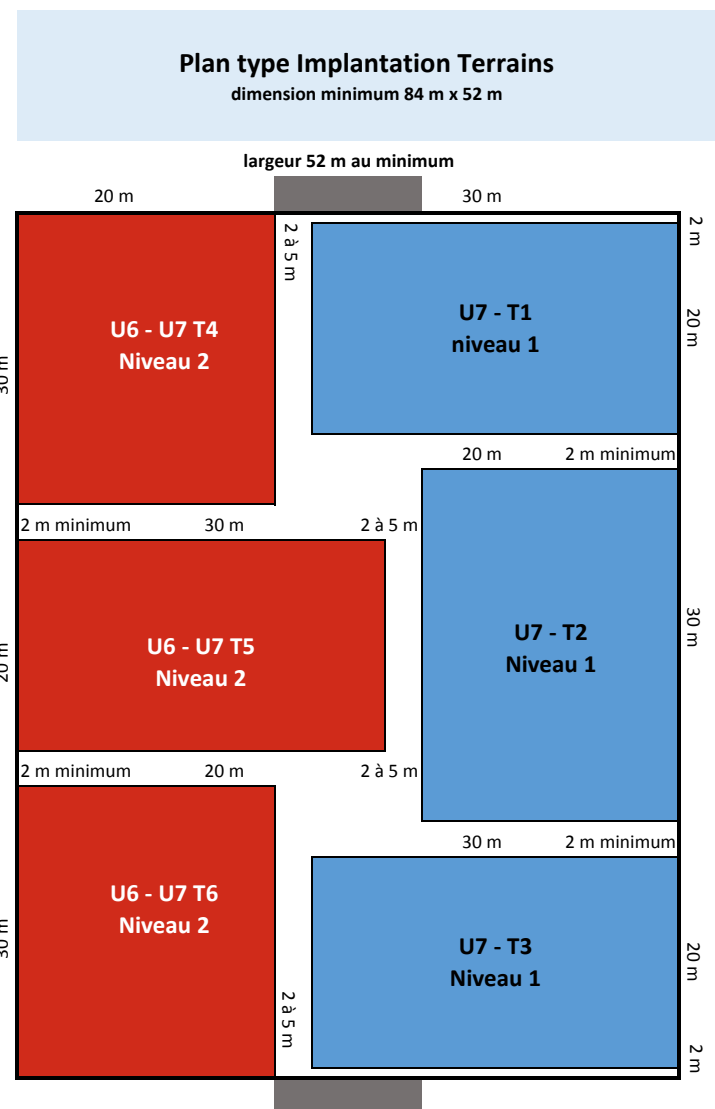 Plan type Implantation Terrains
dimension minimum 84 m x 52 m
largeur 52 m au minimum
20 m
30 m
2 m
2 à 5 m
U6 - U7 T4
Niveau 2
U7 - T1
niveau 1
20 m
30 m
20 m
2 m minimum
2 m minimum
30 m
2 à 5 m
U6 - U7 T5
Niveau 2
U7 - T2
Niveau 1
30 m
20 m
2 m minimum
20 m
2 à 5 m
30 m
2 m minimum
U6 - U7 T6
Niveau 2
U7 - T3
Niveau 1
30 m
20 m
2 à 5 m
2 m